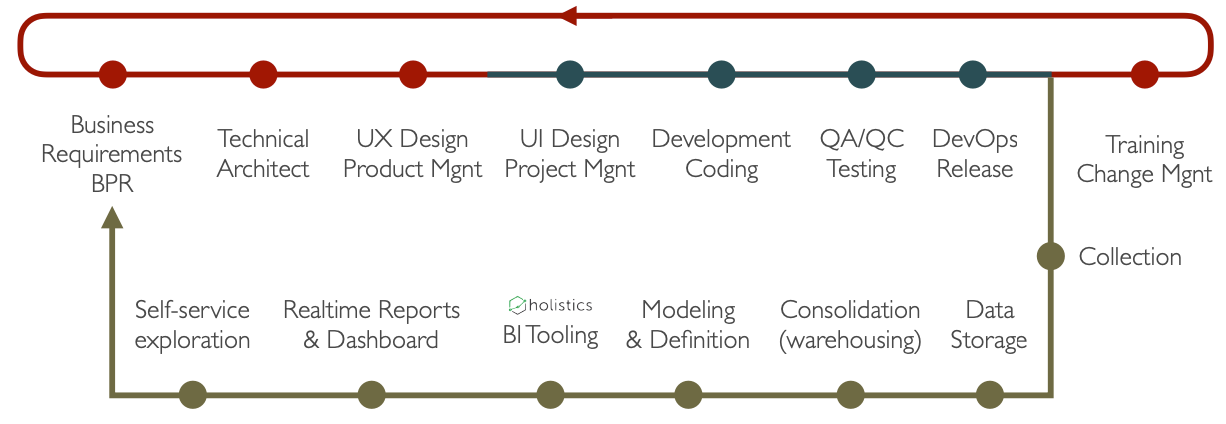 Business
Requirements
BPR
Technical
Architect
UX Design
Product Mgnt
UI Design
Project Mgnt
Development
Coding
QA/QC
Testing
DevOps
Release
Training
Change Mgnt
Collection
Self-service
exploration
Realtime Reports
& Dashboard
holistics
BI Tooling
Modeling
& Definition
Consolidation
(warehousing)
Data
Storage